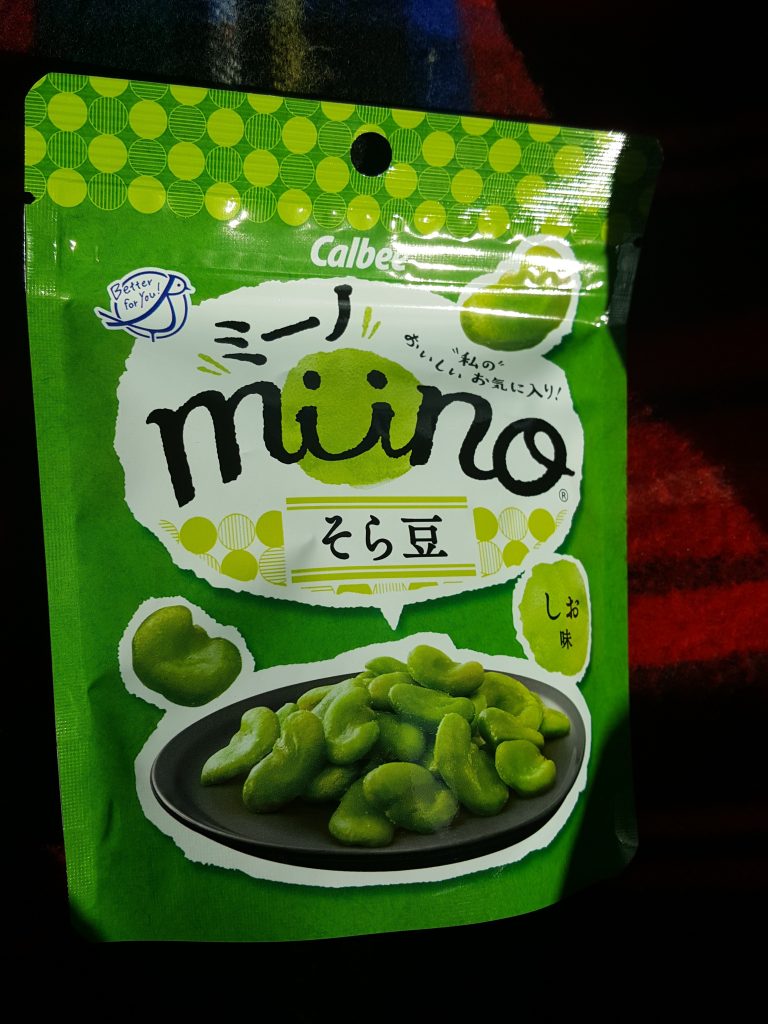 Calbee
Better
for You!
ミーノ
"私の"
おいしいお気に入り!
miino®
そら豆
しお
味